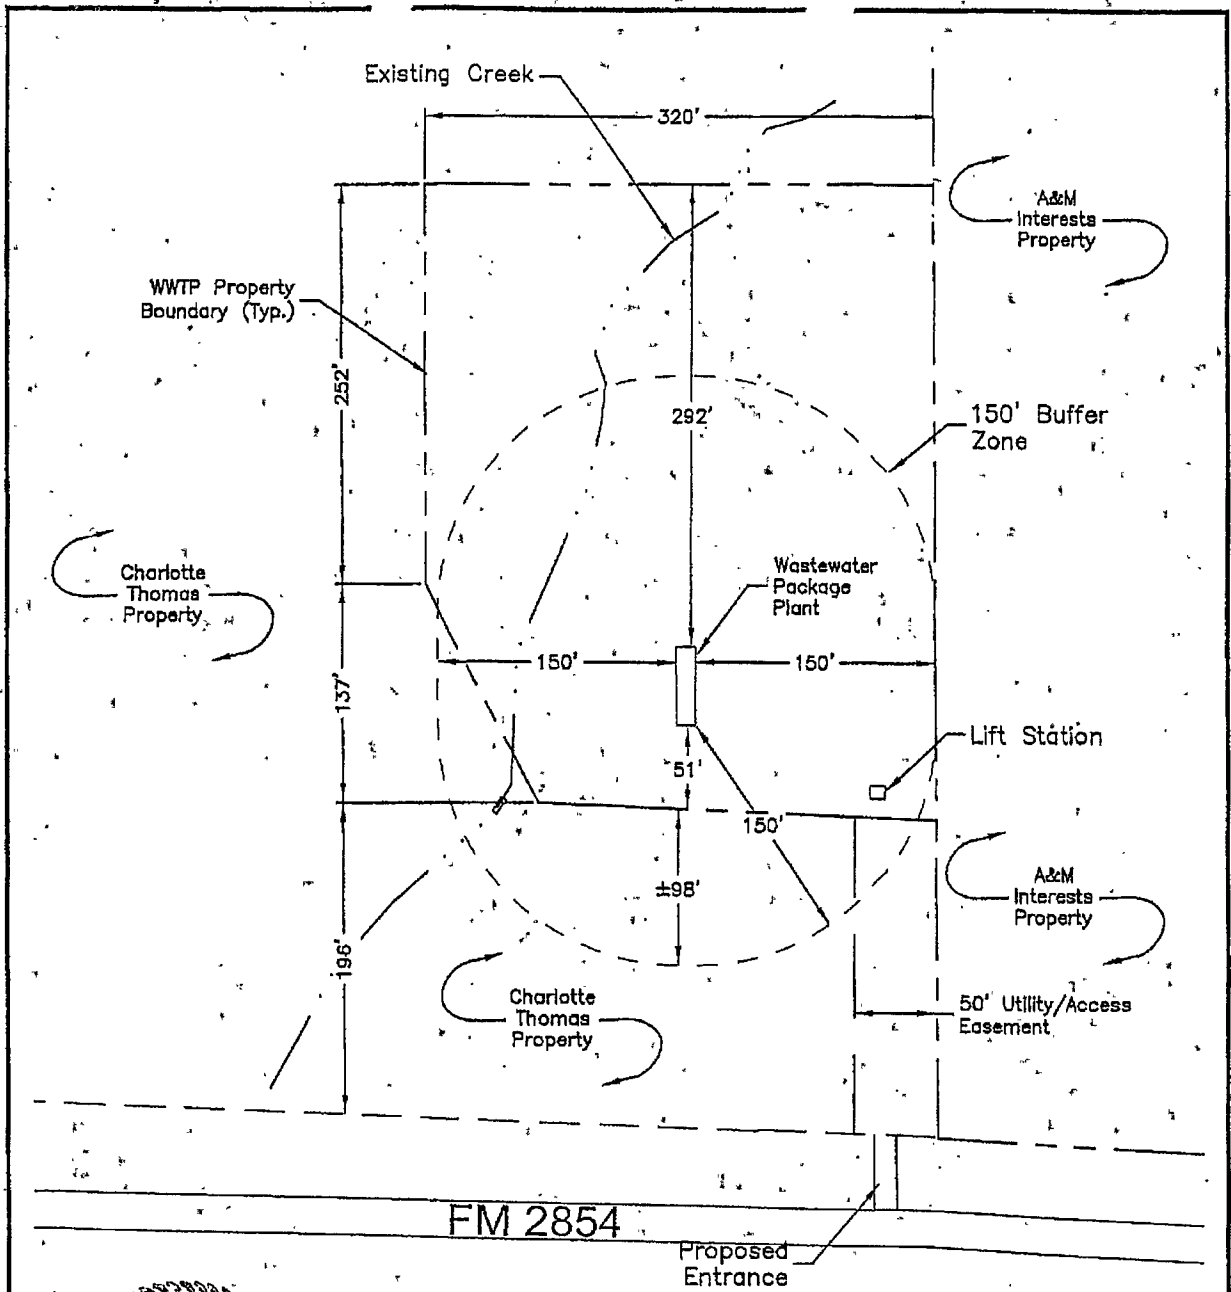 Existing Creek
320'
A&M
Interests
Property
WWTP Property
Boundary (Typ.)
252'
292'
150' Buffer
Zone
Charlotte
Thomas
Property
Wastewater
Package
Plant
150'
150'
137'
Lift Station
51'
150'
±98'
A&M
Interests
Property
196'
Charlotte
Thomas
Property
50' Utility/Access
Easement
FM 2854
Proposed
Entrance